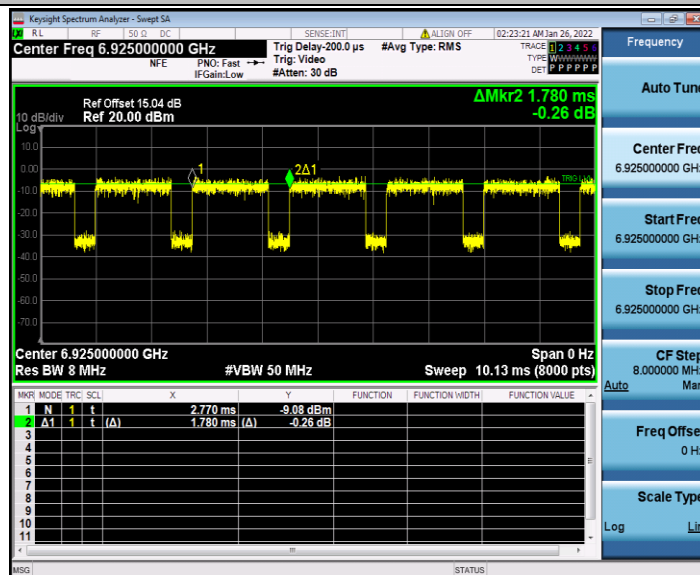 Keysight Spectrum Analyzer - Swept SA
RL RF 50 Ω DC SENSE:INT ALIGN OFF 02:23:21 AM Jan 26, 2022
Center Freq 6.925000000 GHz
NFE
PNO: Fast
IFGain:Low
Trig Delay-200.0 µs
Trig: Video
#Atten: 30 dB
#Avg Type: RMS
TRACE 1 2 3 4 5 6
TYPE WWWWWW
DET P P P P P P
ΔMkr2 1.780 ms
-0.26 dB
Ref Offset 15.04 dB
10 dB/div Ref 20.00 dBm
Log
10.0
0.00
-10.0
-20.0
-30.0
-40.0
-50.0
-60.0
-70.0
1
2Δ1
Center 6.925000000 GHz Span 0 Hz
Res BW 8 MHz #VBW 50 MHz Sweep 10.13 ms (8000 pts)
MKR MODE TRC SCL X Y FUNCTION FUNCTION WIDTH FUNCTION VALUE
1 N 1 t 2.770 ms -9.08 dBm
2 Δ1 1 t (Δ) 1.780 ms (Δ) -0.26 dB
3
4
5
6
7
8
9
10
11
MSG STATUS
Frequency
Auto Tune
Center Freq
6.925000000 GHz
Start Freq
6.925000000 GHz
Stop Freq
6.925000000 GHz
CF Step
8.000000 MHz
Auto Man
Freq Offset
0 Hz
Scale Type
Log Lin